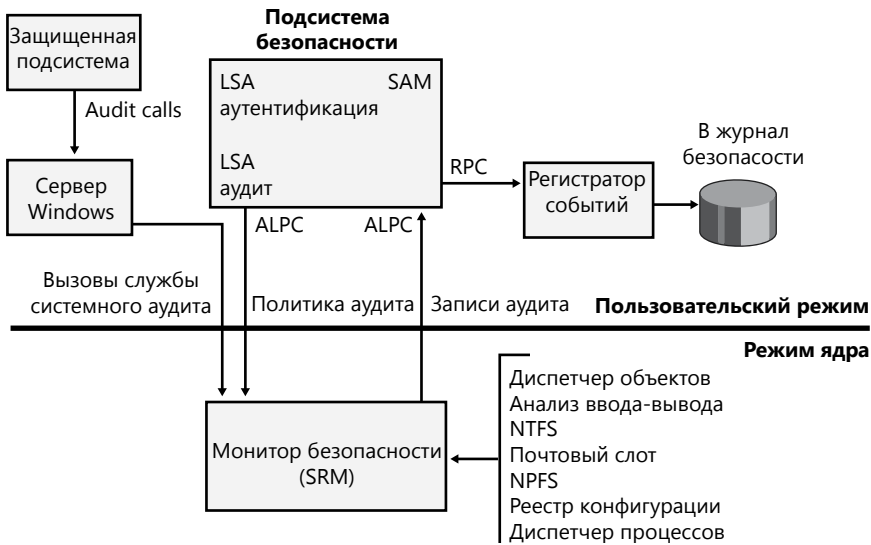 Защищенная
подсистема
Audit calls
Сервер
Windows
Подсистема
безопасности
LSA
аутентификация
SAM
LSA
аудит
RPC
Регистратор
событий
В журнал
безопасости
ALPC
ALPC
Вызовы службы
системного аудита
Политика аудита
Записи аудита
Пользовательский режим
Режим ядра
Монитор безопасности
(SRM)
Диспетчер объектов
Анализ ввода-вывода
NTFS
Почтовый слот
NPFS
Реестр конфигурации
Диспетчер процессов